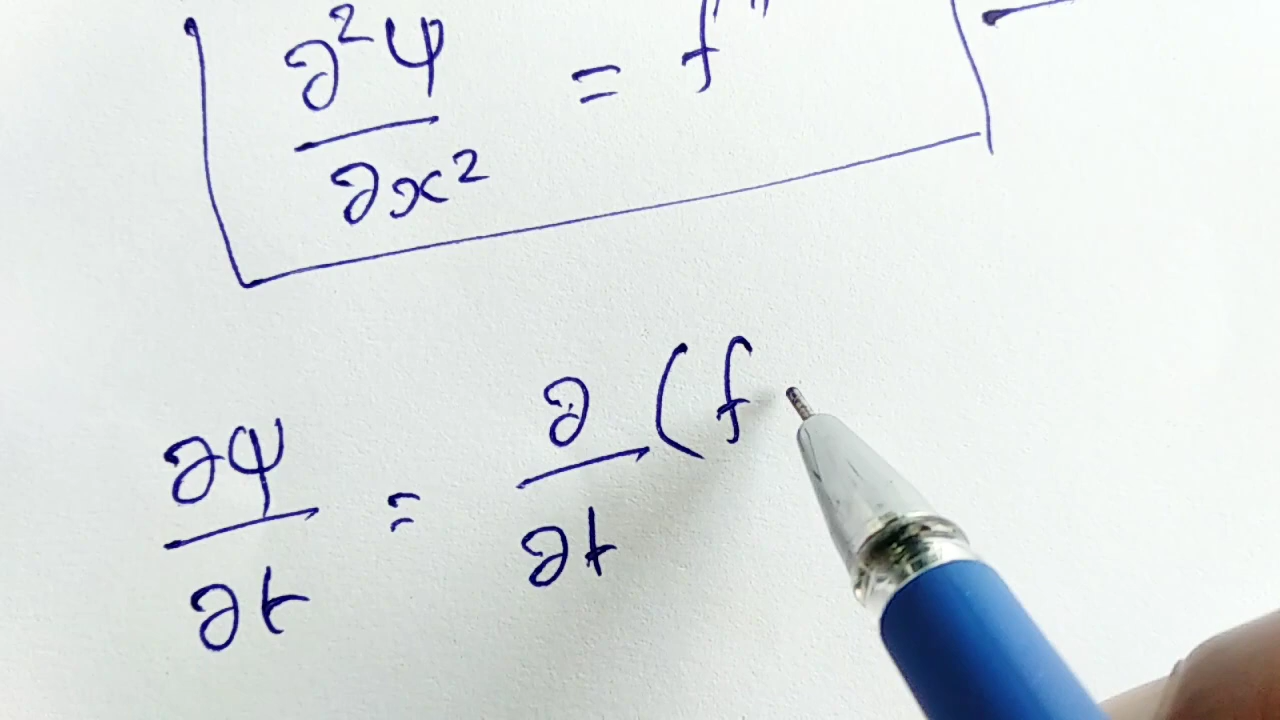 ∂²ψ/∂x² = f''
∂ψ/∂t = ∂/∂t (f